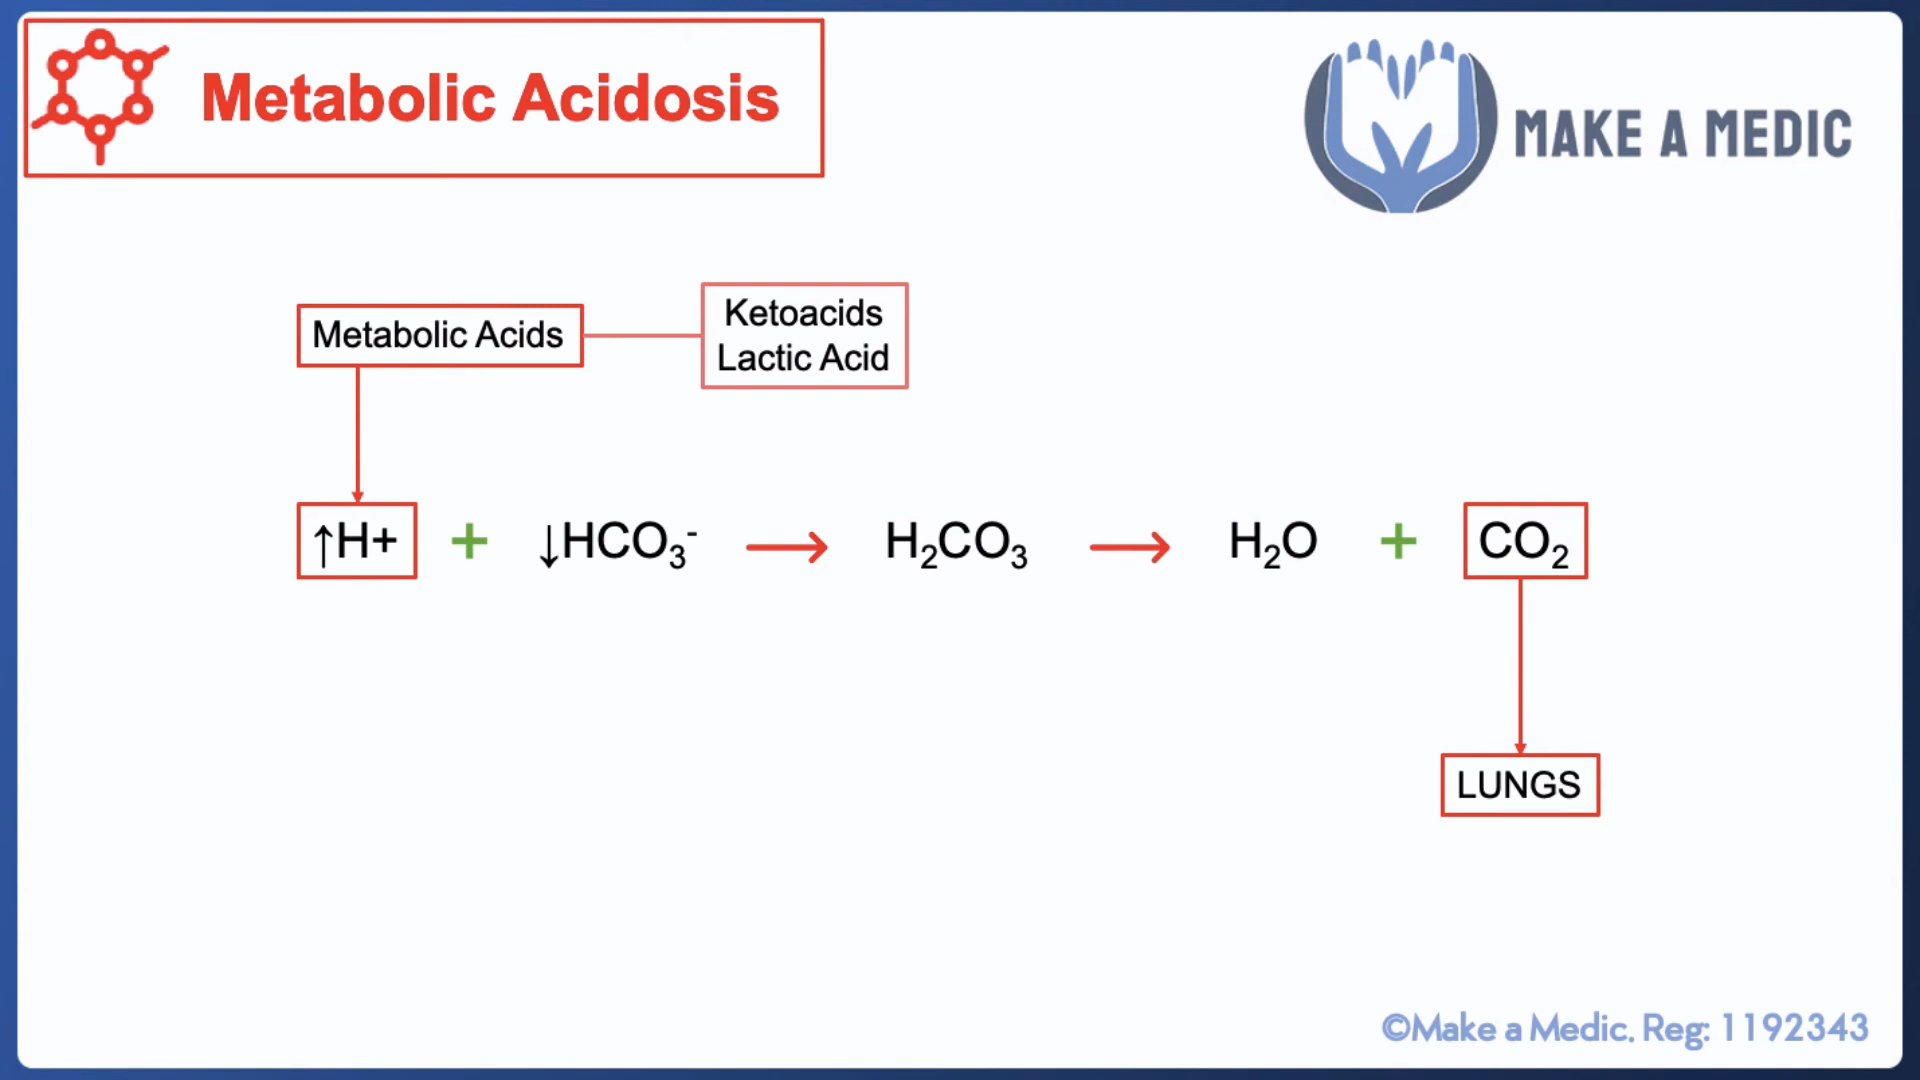 Metabolic Acidosis
MAKE A MEDIC
Metabolic Acids
Ketoacids
Lactic Acid
↑H+ + ↓HCO₃⁻ → H₂CO₃ → H₂O + CO₂
LUNGS
©Make a Medic. Reg: 1192343